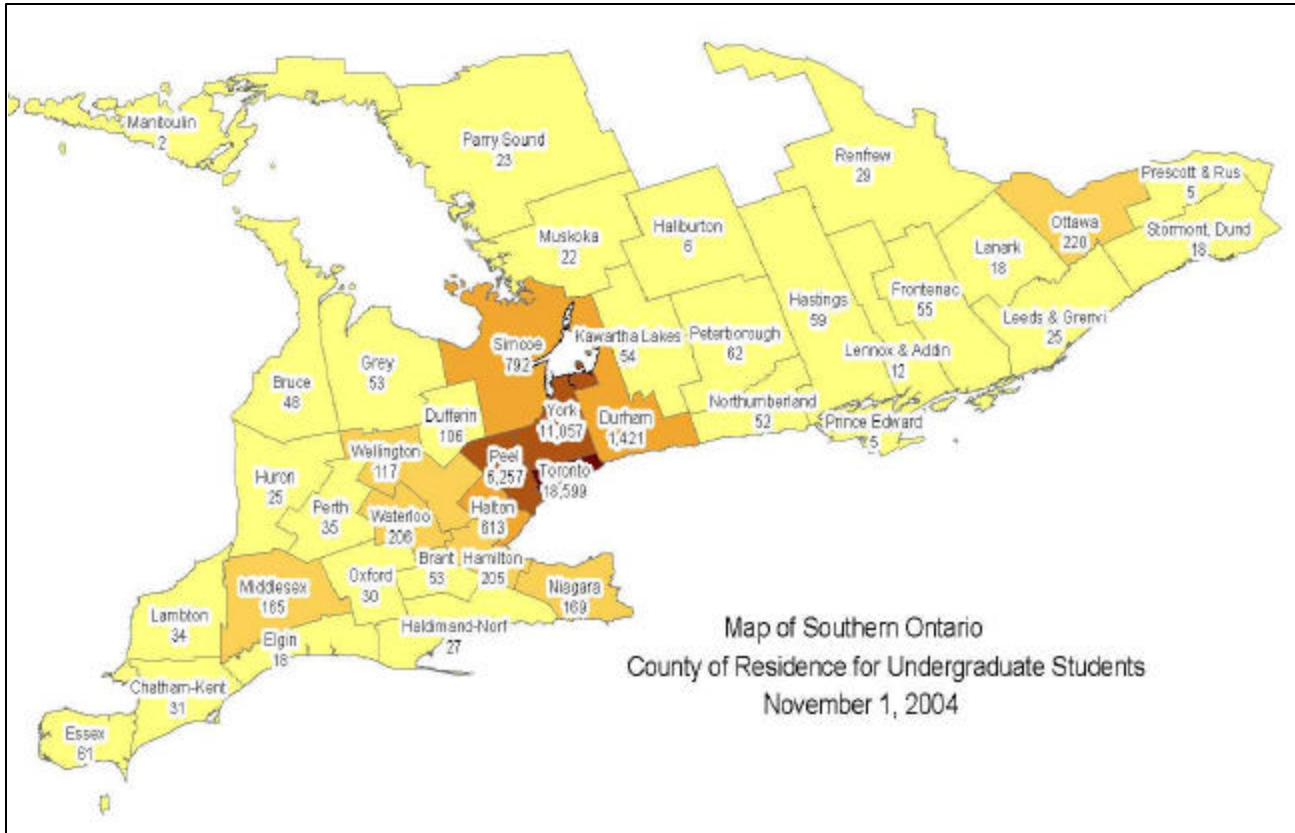 Manitoulin
2
Parry Sound
23
Renfrew
29
Prescott & Rus
5
Ottawa
220
Stormont, Dund
18
Muskoka
22
Haliburton
6
Lanark
18
Hastings
59
Frontenac
55
Leeds & Grenvi
25
Simcoe
792
Kawartha Lakes
54
Peterborough
62
Lennox & Addin
12
Grey
53
Bruce
Dufferin
106
York
11,057
Durham
1,421
Northumberland
52
Prince Edward
5
Wellington
117
Peel
6,257
Toronto
18,599
Huron
25
Perth
35
Waterloo
206
Halton
613
Brant
53
Hamilton
205
Middlesex
165
Oxford
30
Niagara
169
Lambton
34
Elgin
18
Haldimand-Norf
27
Chatham-Kent
31
Essex
61
Map of Southern Ontario
County of Residence for Undergraduate Students
November 1, 2004